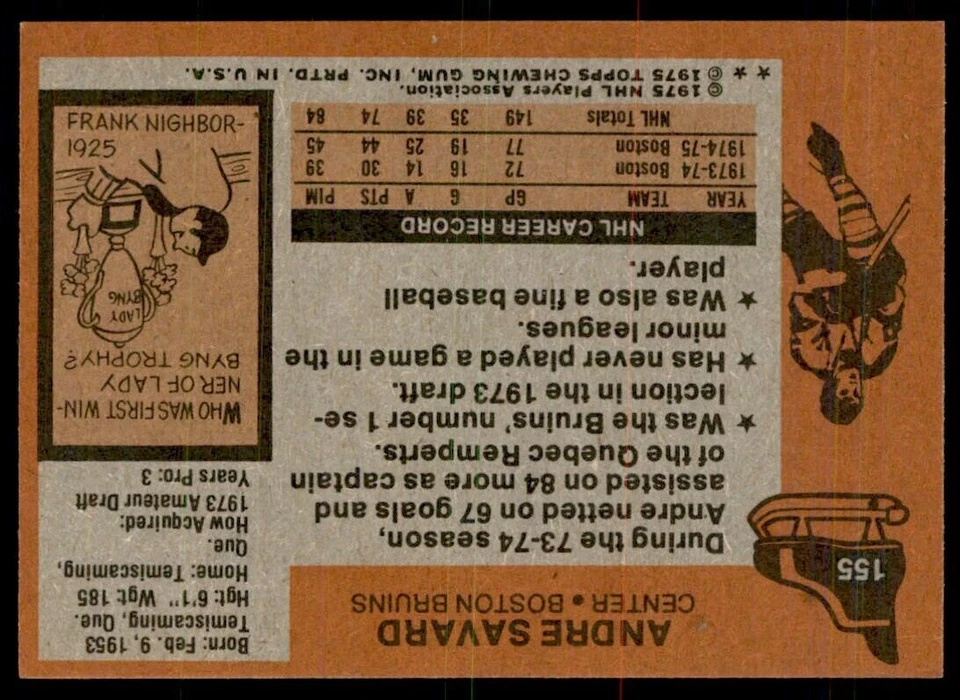 155
ANDRE SAVARD
CENTER • BOSTON BRUINS
Born: Feb. 9, 1953
Temiscaming, Que.
Hgt: 6'1" Wgt: 185
Home: Temiscaming,
Que.
How Acquired:
1973 Amateur Draft
Years Pro: 3
During the 73-74 season,
Andre netted on 67 goals and
assisted on 84 more as captain
of the Quebec Remperts.
★ Was the Bruins' number 1 se-
lection in the 1973 draft.
★ Has never played a game in the
minor leagues.
★ Was also a fine baseball
player.
WHO WAS FIRST WIN-
NER OF LADY
BYNG TROPHY?
LADY
BYNG
FRANK NIGHBOR-
1925
NHL CAREER RECORD
YEAR TEAM GP G A PTS PIM
1973-74 Boston 72 16 14 30 39
1974-75 Boston 77 19 25 44 45
NHL Totals 149 35 39 74 84
© 1975 NHL Players Association.
★ ★ © 1975 TOPPS CHEWING GUM, INC. PRTD. IN U.S.A.